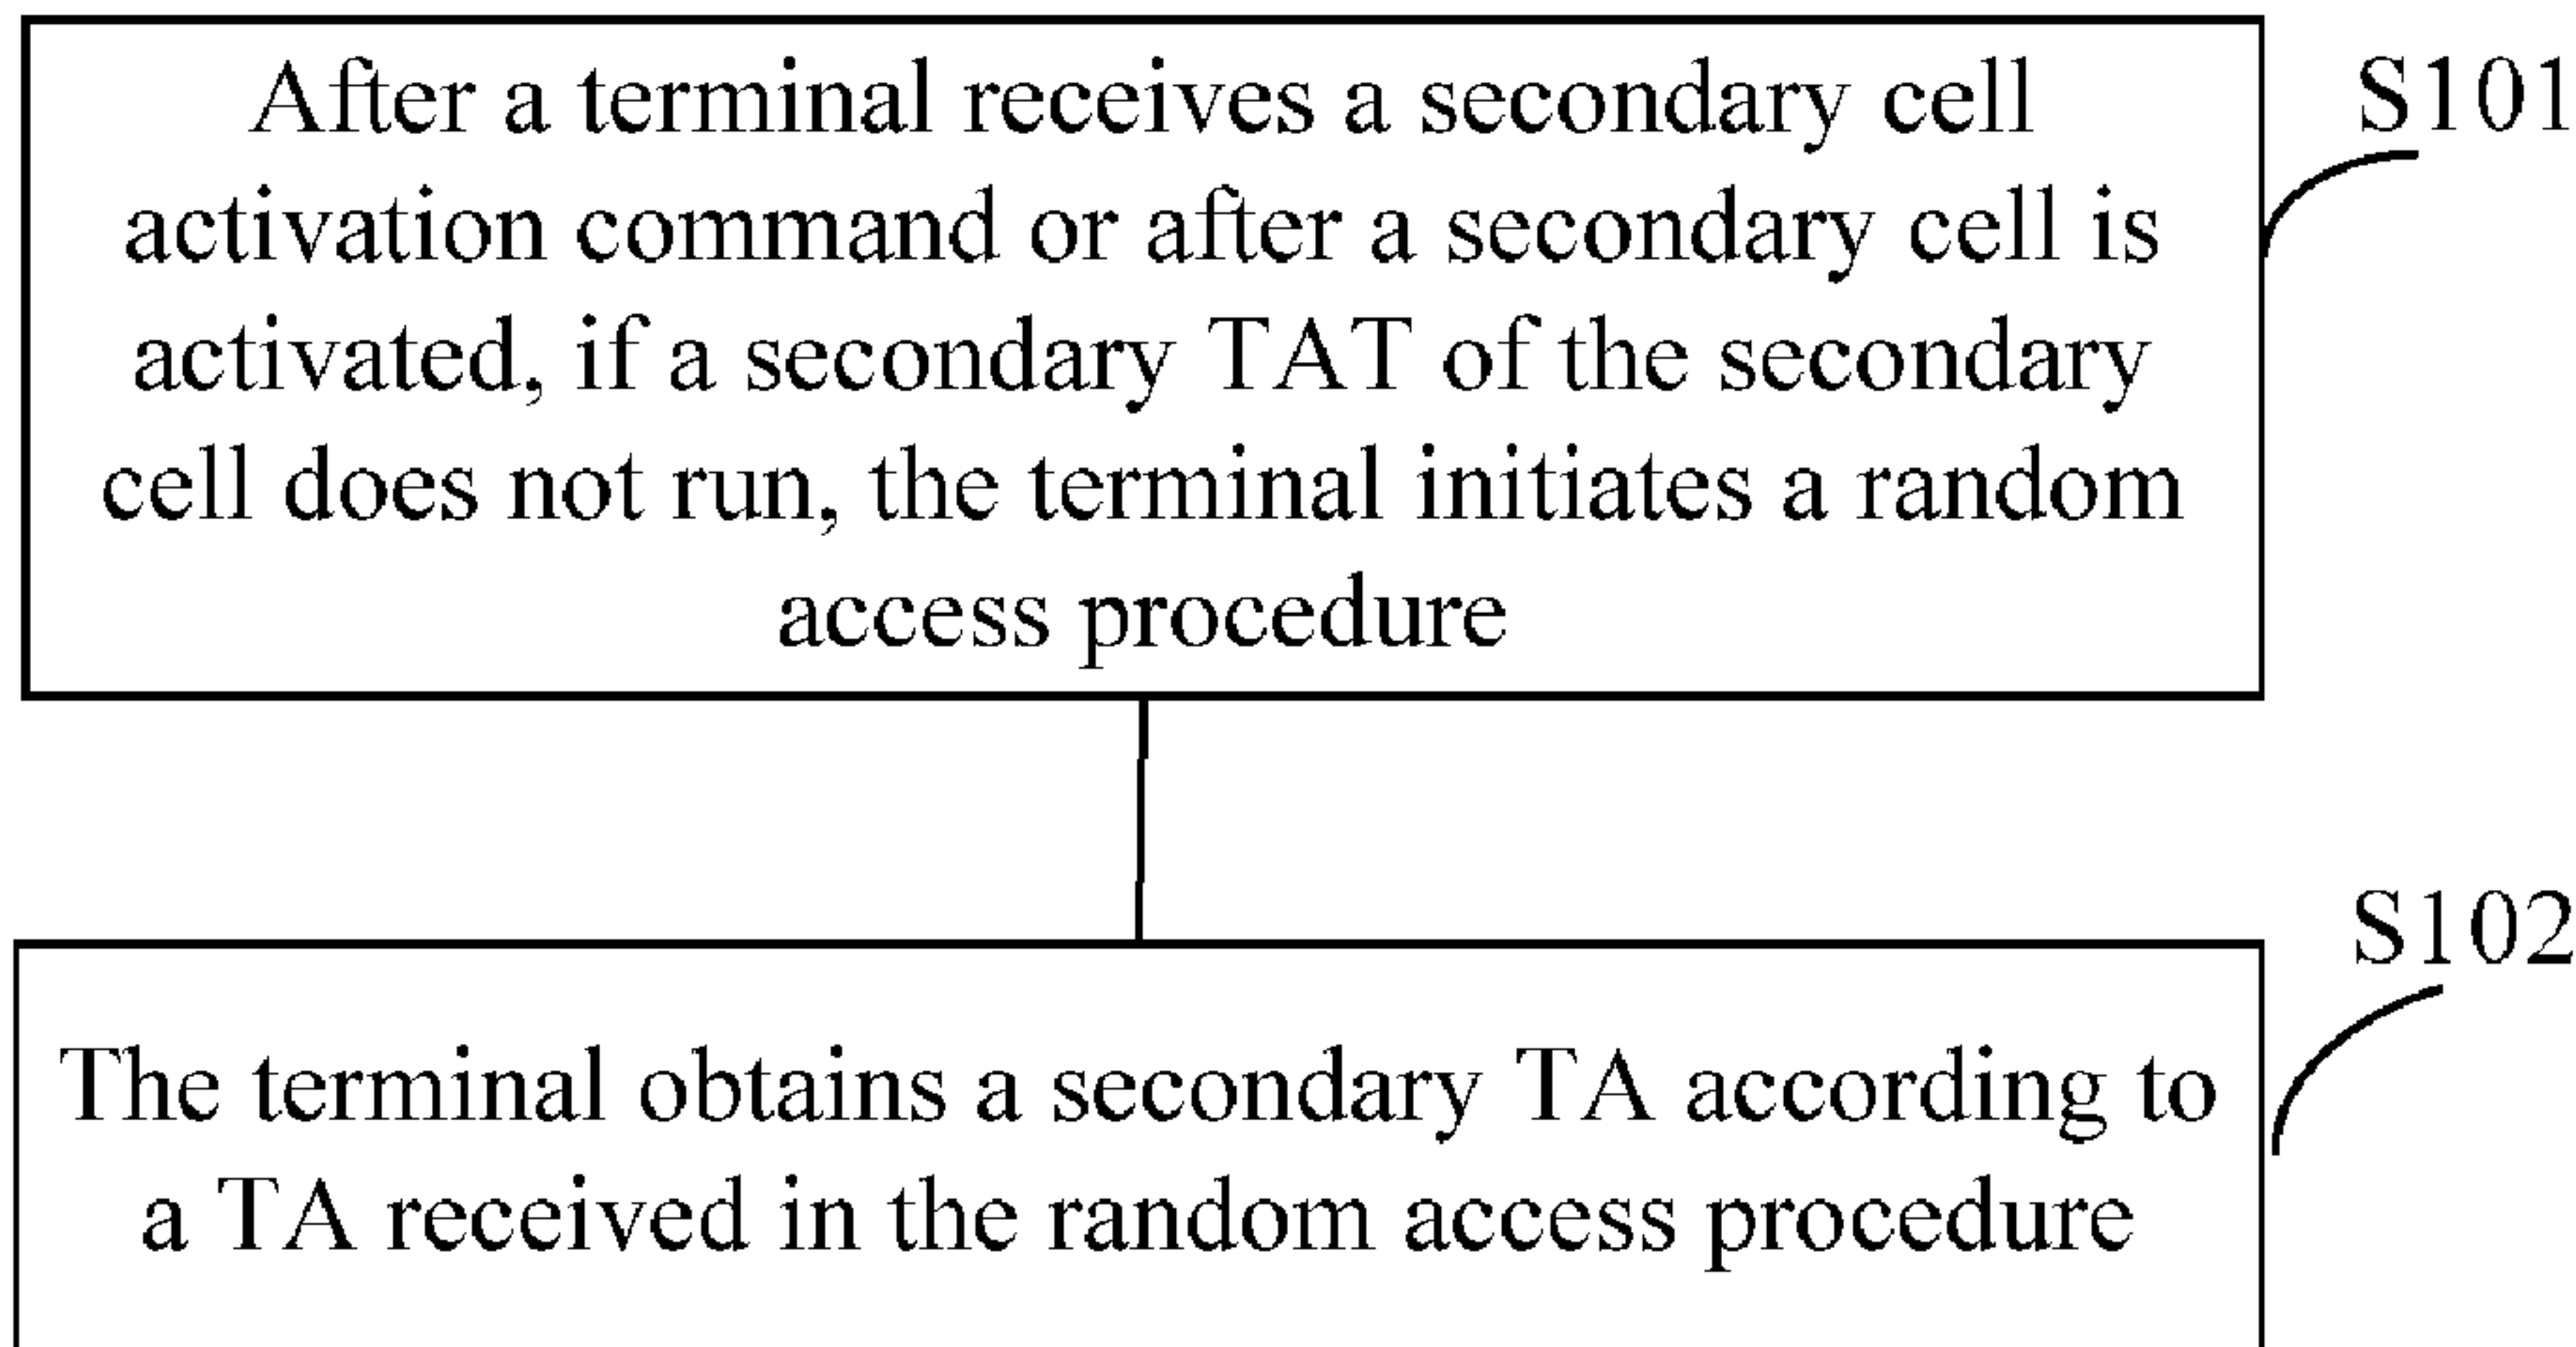 After a terminal receives a secondary cell
activation command or after a secondary cell is
activated, if a secondary TAT of the secondary
cell does not run, the terminal initiates a random
access procedure
S101
S102
The terminal obtains a secondary TA according to
a TA received in the random access procedure